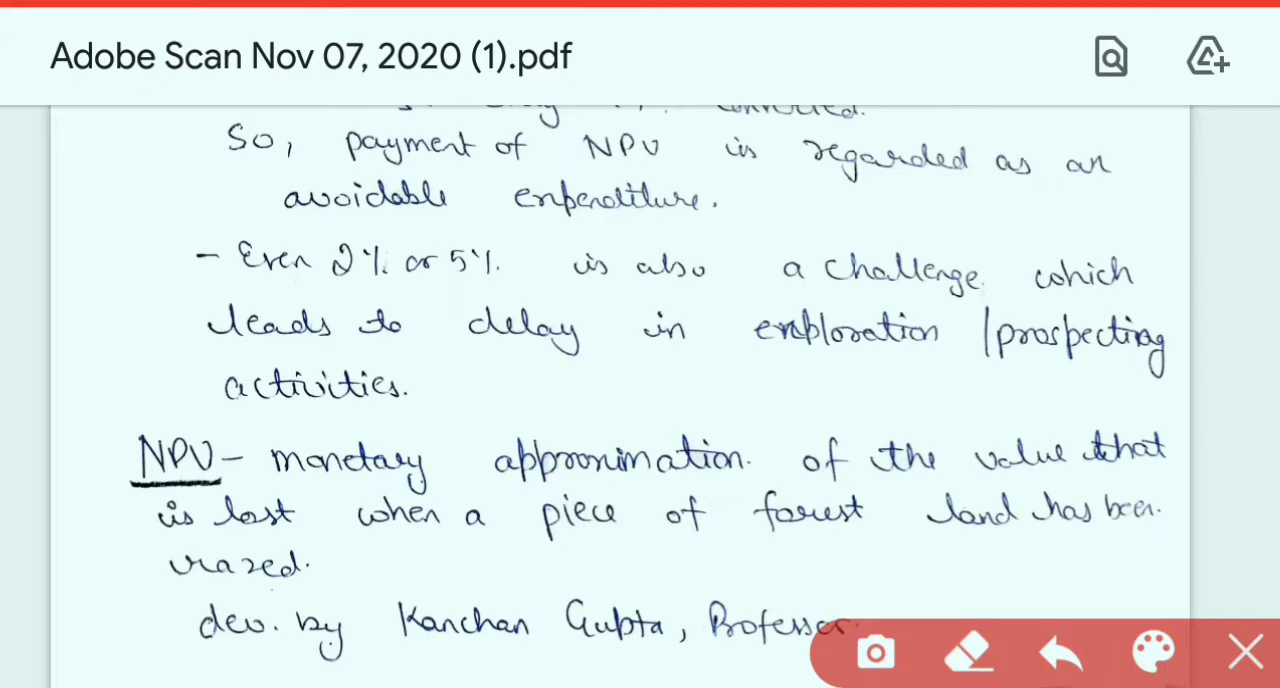 Adobe Scan Nov 07, 2020 (1).pdf
So, payment of NPV is regarded as an
avoidable expenditure.
- Even 2% or 5% is also a challenge which
leads to delay in exploration / prospecting
activities.
NPV - monetary approximation of the value that
is lost when a piece of forest land has been
razed.
dev. by Kanchan Gupta, Professor